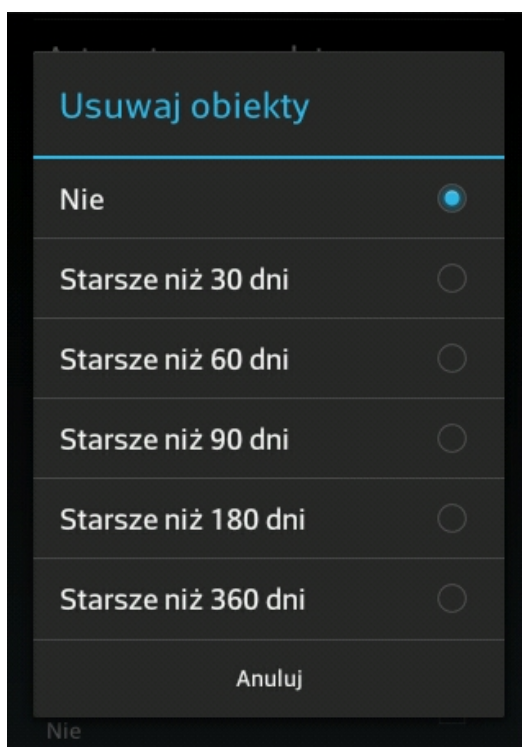 Usuwaj obiekty
Nie
Starsze niż 30 dni
Starsze niż 60 dni
Starsze niż 90 dni
Starsze niż 180 dni
Starsze niż 360 dni
Anuluj
Nie